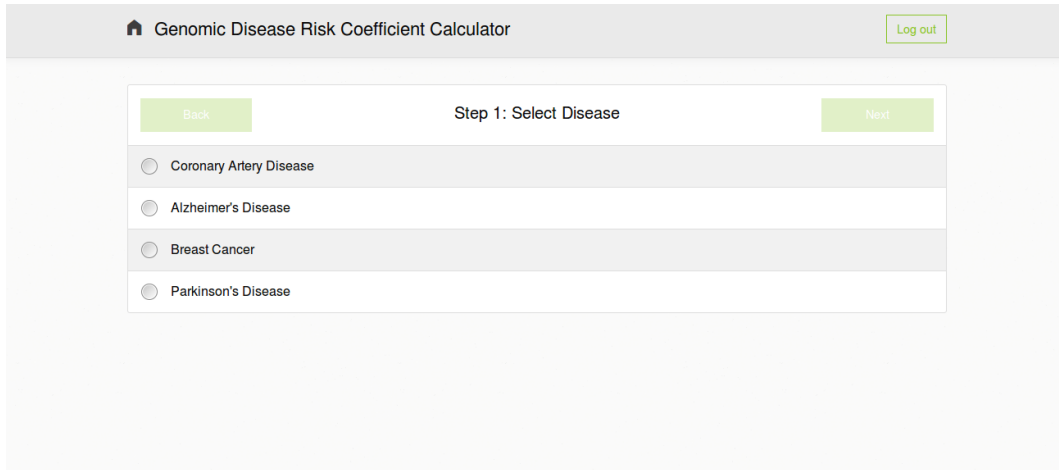 Genomic Disease Risk Coefficient Calculator
Log out
Back
Step 1: Select Disease
Next
Coronary Artery Disease
Alzheimer's Disease
Breast Cancer
Parkinson's Disease